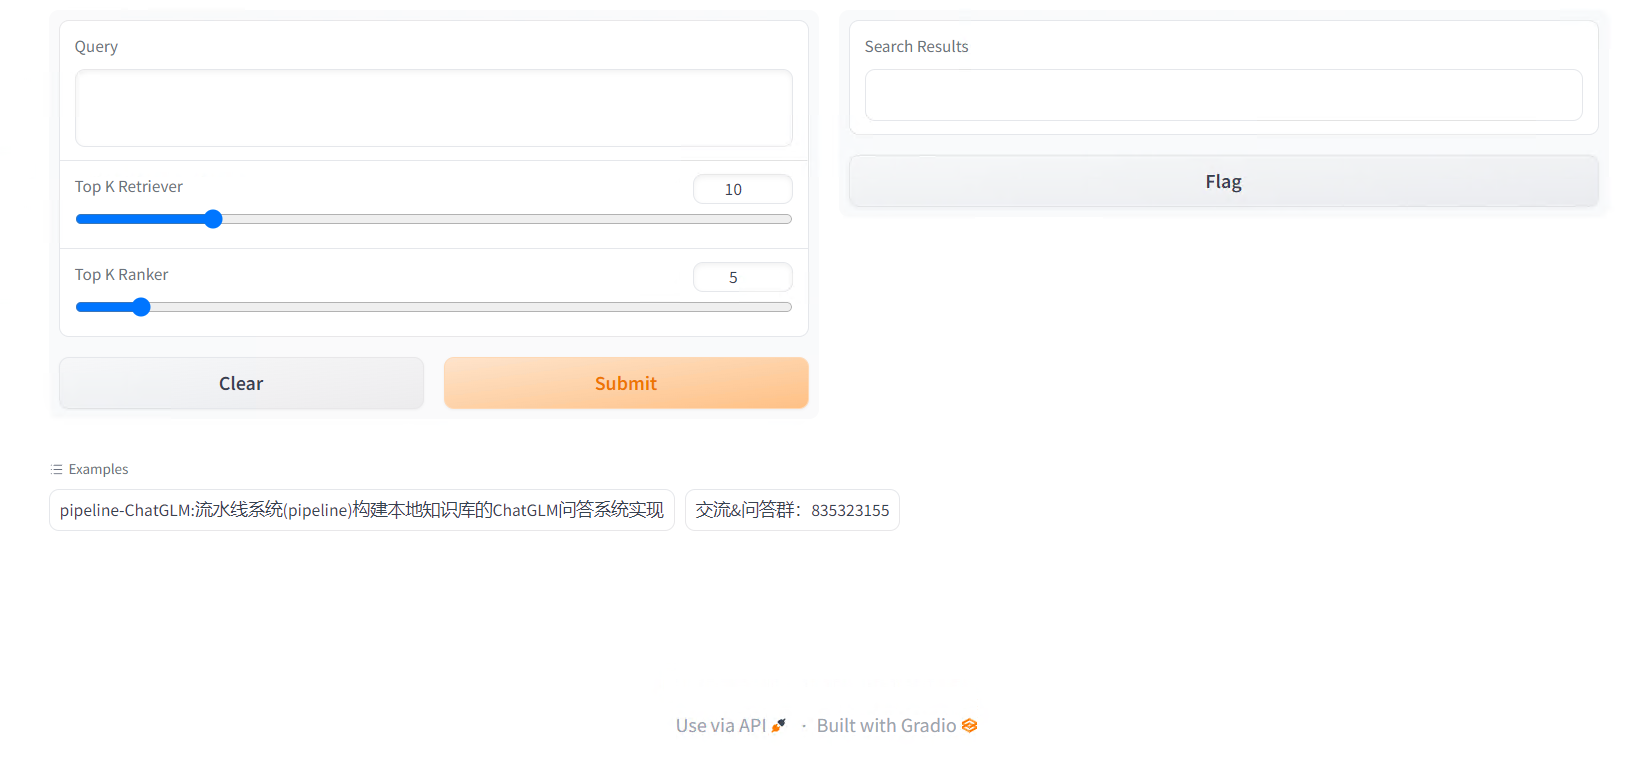 Query
Top K Retriever
10
Top K Ranker
5
Clear
Submit
Search Results
Flag
Examples
pipeline-ChatGLM:流水线系统(pipeline)构建本地知识库的ChatGLM问答系统实现
交流&问答群：835323155
Use via API · Built with Gradio